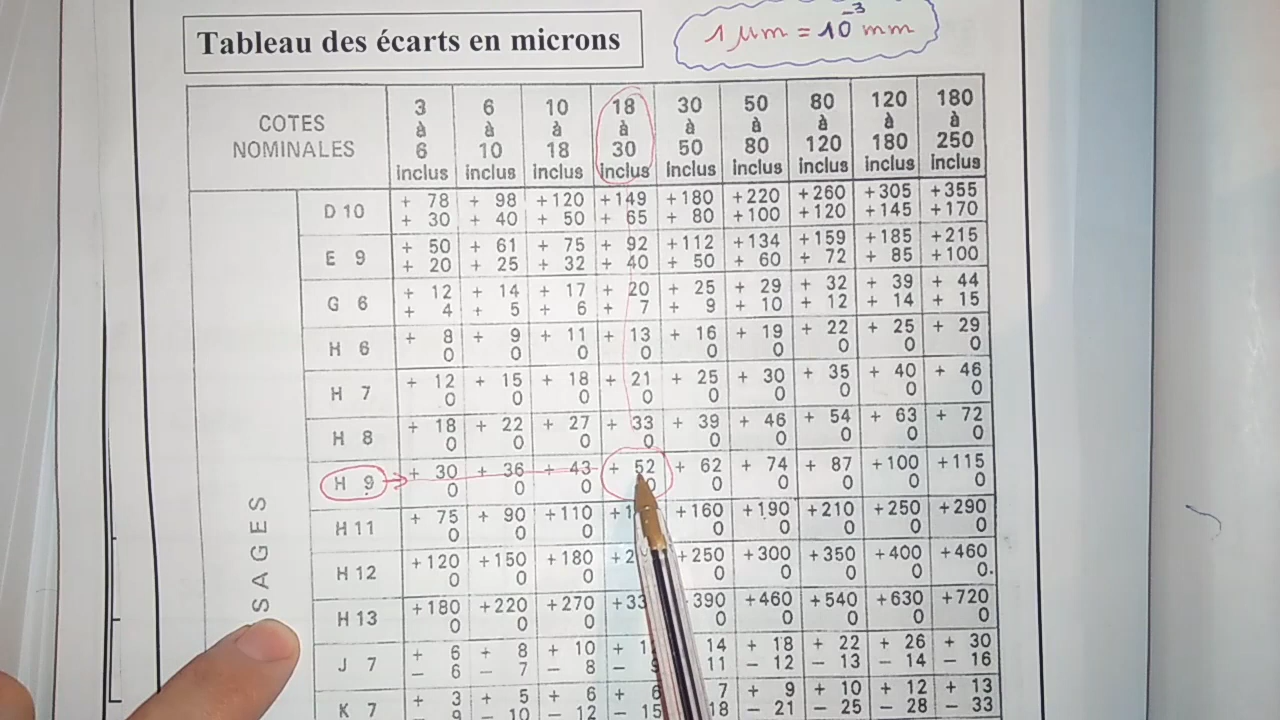 Tableau des écarts en microns
1 µm = 10⁻³ mm
COTES NOMINALES | 3 à 6 inclus | 6 à 10 inclus | 10 à 18 inclus | 18 à 30 inclus | 30 à 50 inclus | 50 à 80 inclus | 80 à 120 inclus | 120 à 180 inclus | 180 à 250 inclus
D 10 | + 78 | + 98 | +120 | +149 | +180 | +220 | +260 | +305 | +355
+ 30 | + 40 | + 50 | + 65 | + 80 | +100 | +120 | +145 | +170
E 9 | + 50 | + 61 | + 75 | + 92 | +112 | +134 | +159 | +185 | +215
+ 20 | + 25 | + 32 | + 40 | + 50 | + 60 | + 72 | + 85 | +100
G 6 | + 12 | + 14 | + 17 | + 20 | + 25 | + 29 | + 32 | + 39 | + 44
+ 4 | + 5 | + 6 | + 7 | + 9 | + 10 | + 12 | + 14 | + 15
H 6 | + 8 | + 9 | + 11 | + 13 | + 16 | + 19 | + 22 | + 25 | + 29
0 | 0 | 0 | 0 | 0 | 0 | 0 | 0 | 0
H 7 | + 12 | + 15 | + 18 | + 21 | + 25 | + 30 | + 35 | + 40 | + 46
0 | 0 | 0 | 0 | 0 | 0 | 0 | 0 | 0
H 8 | + 18 | + 22 | + 27 | + 33 | + 39 | + 46 | + 54 | + 63 | + 72
0 | 0 | 0 | 0 | 0 | 0 | 0 | 0 | 0
H 9 | + 30 | + 36 | + 43 | + 52 | + 62 | + 74 | + 87 | +100 | +115
0 | 0 | 0 | 0 | 0 | 0 | 0 | 0 | 0
H 11 | + 75 | + 90 | +110 | | +160 | +190 | +210 | +250 | +290
0 | 0 | 0 | | 0 | 0 | 0 | 0 | 0
H 12 | +120 | +150 | +180 | | +250 | +300 | +350 | +400 | +460
0 | 0 | 0 | | 0 | 0 | 0 | 0 | 0
H 13 | +180 | +220 | +270 | | 390 | +460 | +540 | +630 | +720
0 | 0 | 0 | | 0 | 0 | 0 | 0 | 0
J 7 | + 6 | + 8 | + 10 | | 14 | + 18 | + 22 | + 26 | + 30
− 6 | − 7 | − 8 | | 11 | − 12 | − 13 | − 14 | − 16
K 7 | + 3 | + 5 | + 6 | + 6 | 7 | + 9 | + 10 | + 12 | + 13
9 | 10 | − 12 | − 15 | 18 | − 21 | − 25 | − 28 | − 33
SAGES